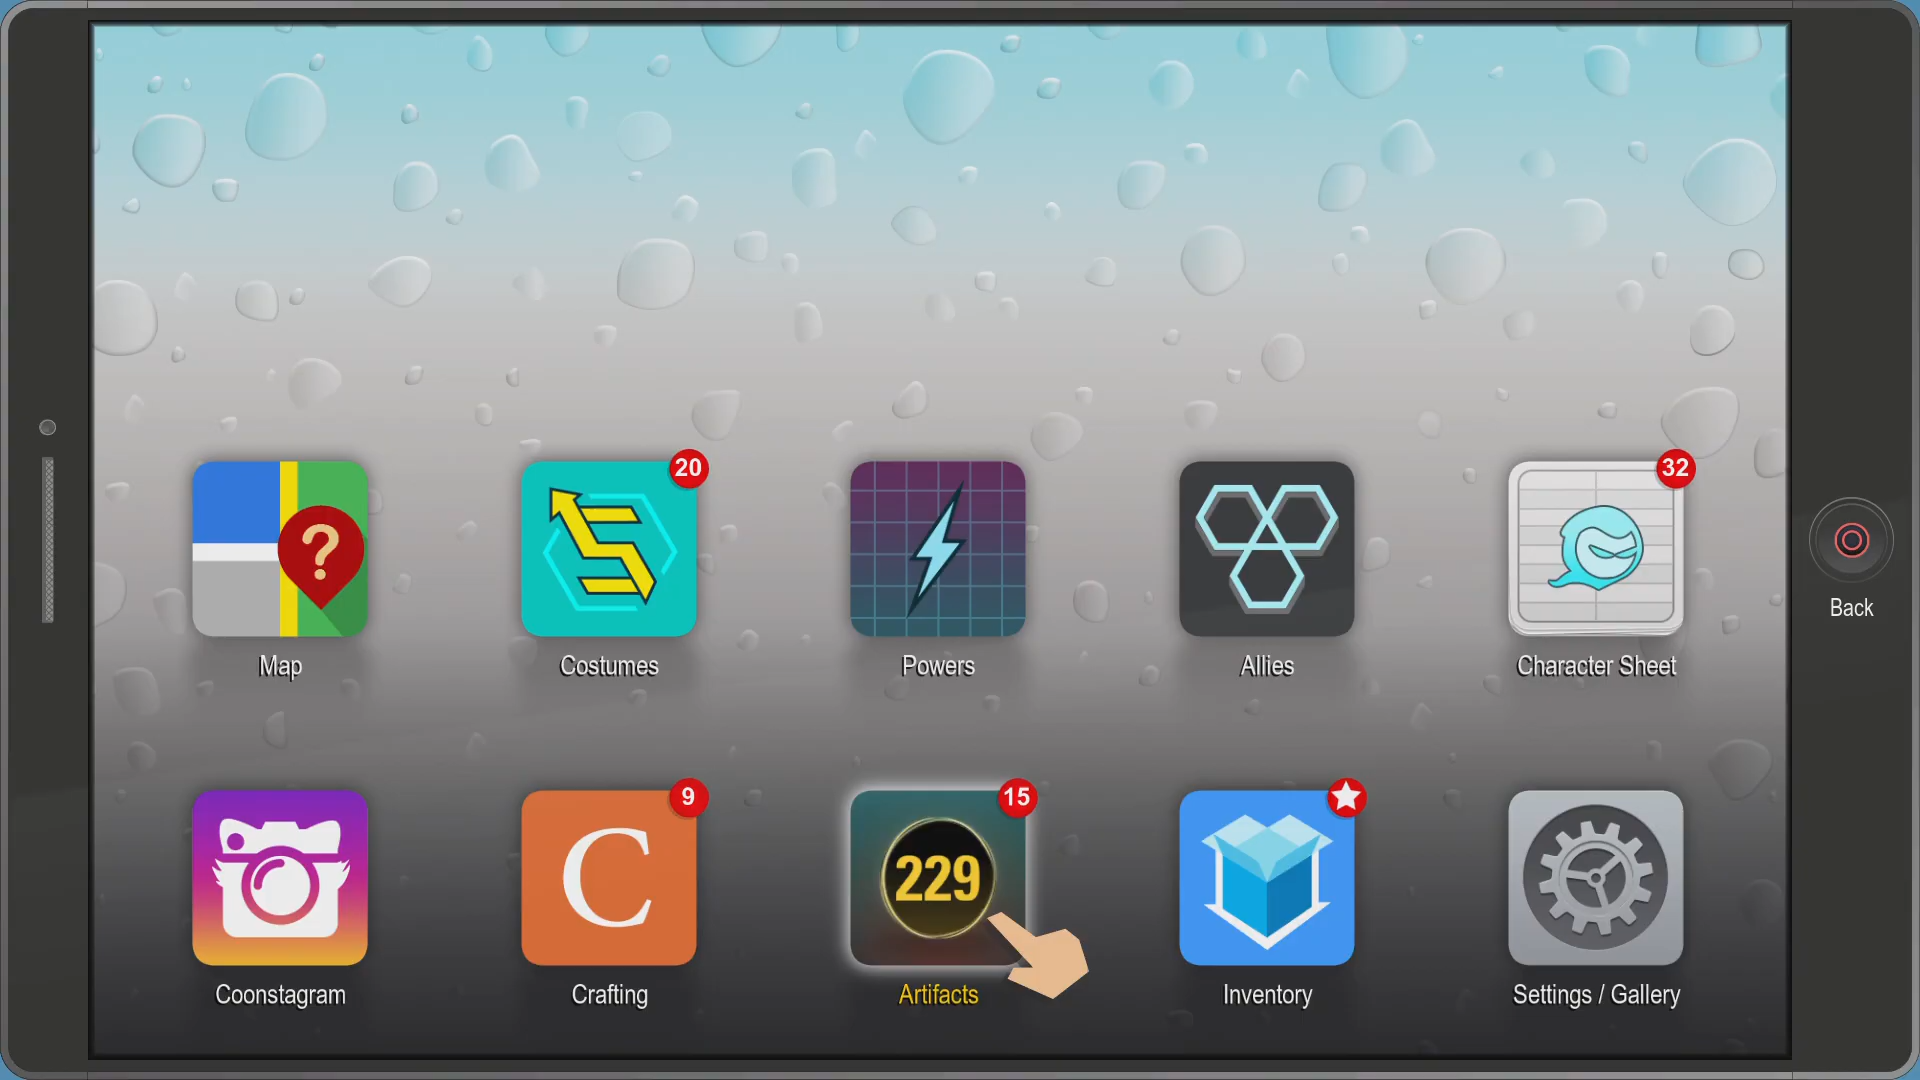 20
32
?
Map
Costumes
Powers
Allies
Character Sheet
Back
9
15
C
229
Coonstagram
Crafting
Artifacts
Inventory
Settings / Gallery